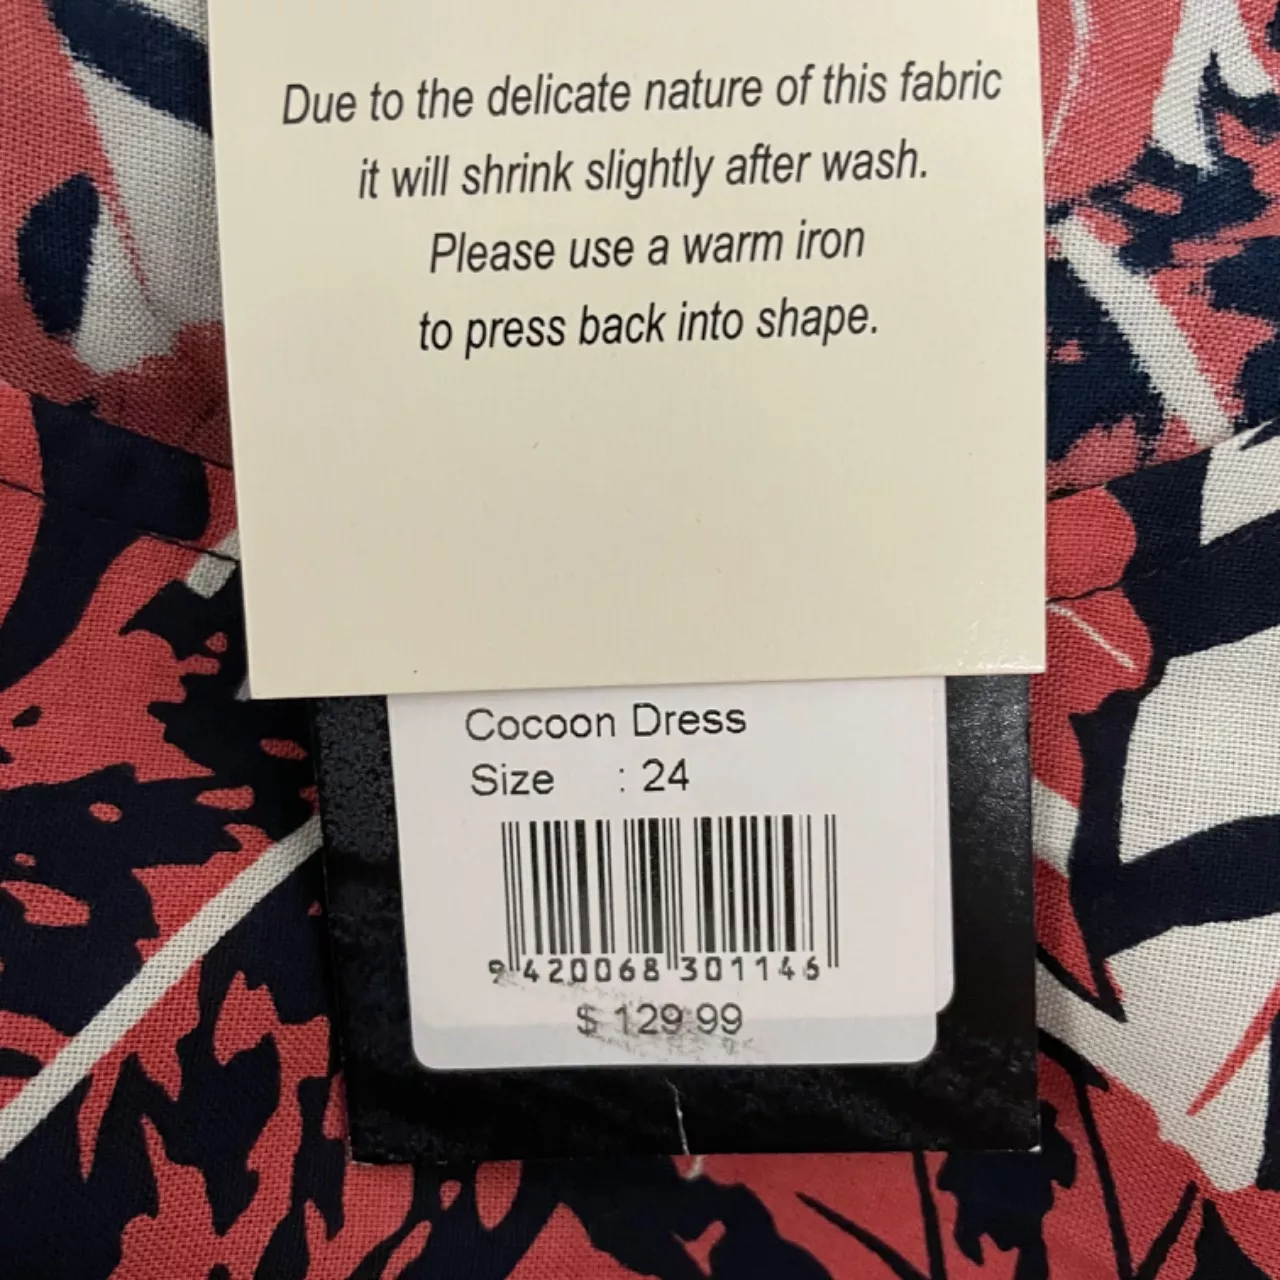 Due to the delicate nature of this fabric
it will shrink slightly after wash.
Please use a warm iron
to press back into shape.
Cocoon Dress
Size : 24
9 420068 301146
$ 129.99